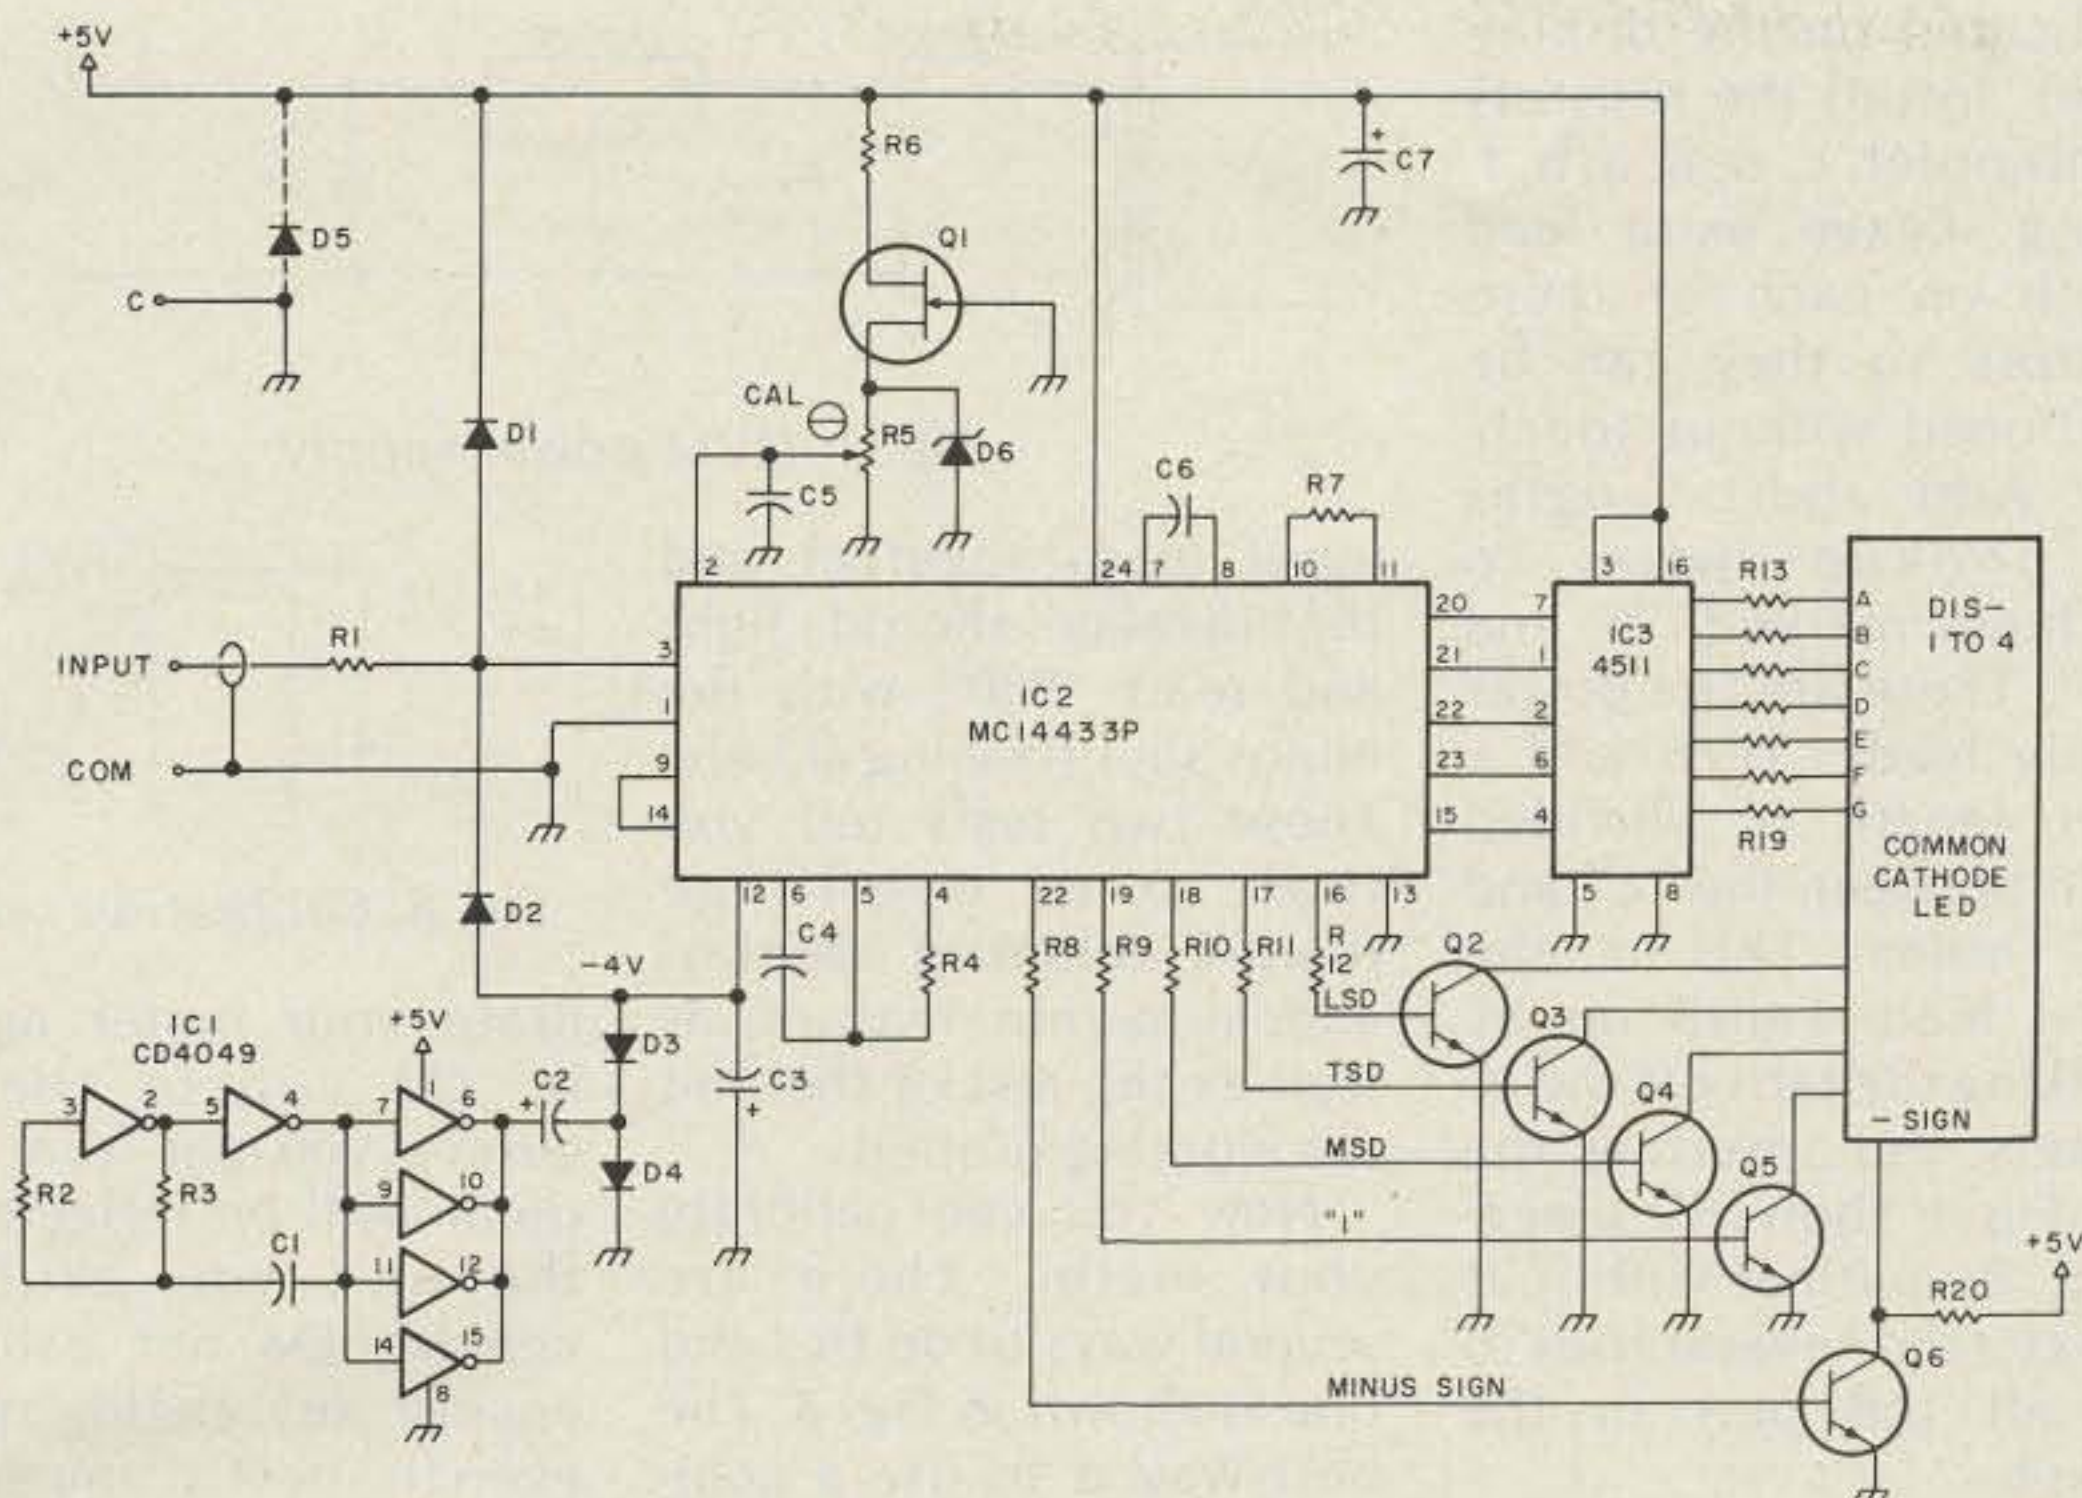 +5V
D5
C
D1
R6
Q1
CAL
R5
D6
C5
C7
C6
R7
2
24
7
8
10
11
3
16
R13
INPUT
R1
COM
3
1
9
14
IC2
MC14433P
20
21
22
23
15
7
1
2
6
4
IC3
4511
A
B
C
D
E
F
G
R19
DIS-
1 TO 4
COMMON
CATHODE
LED
- SIGN
12
6
5
4
22
19
18
17
16
13
5
8
D2
-4V
C4
R4
R8
R9
R10
R11
R
12
LSD
Q2
TSD
Q3
MSD
Q4
"1"
Q5
MINUS SIGN
Q6
R20
+5V
IC1
CD4049
+5V
1
3
2
5
4
7
6
C2
+
D3
C3
+
D4
R2
R3
C1
9
10
11
12
14
15
8
+